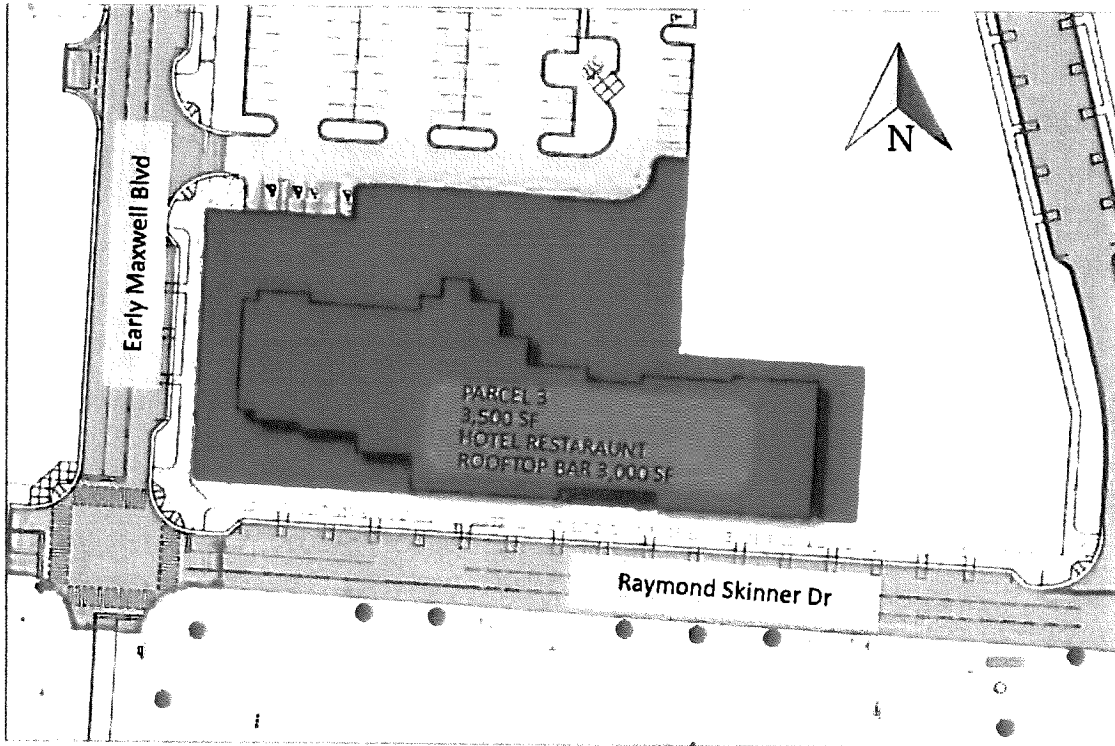 N
Early Maxwell Blvd
PARCEL 3
3,500 SF
HOTEL RESTARAUNT
ROOFTOP BAR 3,000 SF
Raymond Skinner Dr